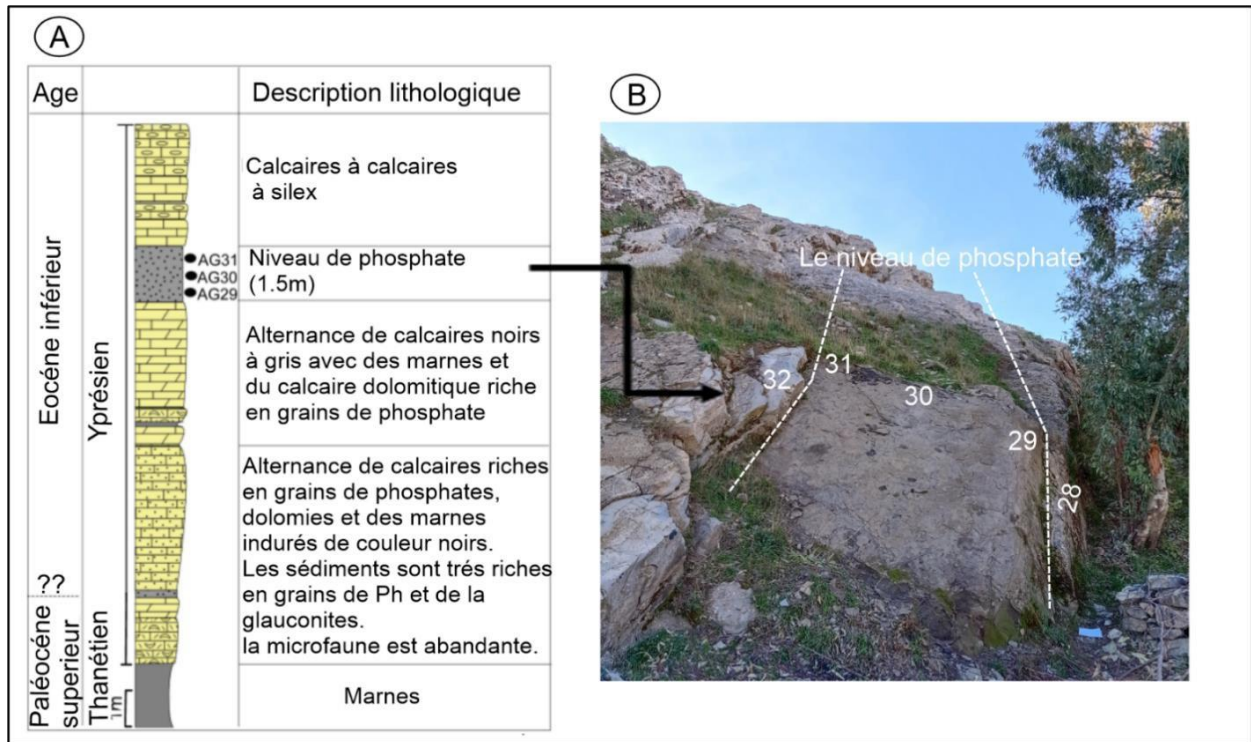 A
Age
Description lithologique
Eocéne inférieur
Yprésien
Calcaires à calcaires
à silex
AG31
AG30
AG29
Niveau de phosphate
(1.5m)
Alternance de calcaires noirs
à gris avec des marnes et
du calcaire dolomitique riche
en grains de phosphate
Alternance de calcaires riches
en grains de phosphates,
dolomies et des marnes
indurés de couleur noirs.
Les sédiments sont trés riches
en grains de Ph et de la
glauconites.
la microfaune est abandante.
??
Paléocéne
superieur
Thanétien
1m
Marnes
B
Le niveau de phosphate
32
31
30
29
28